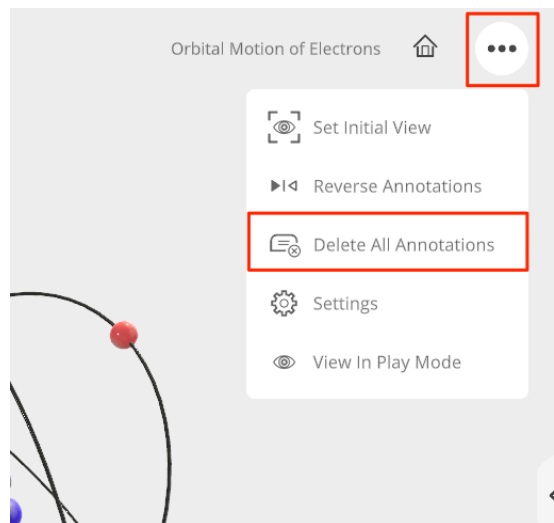 Orbital Motion of Electrons
Set Initial View
Reverse Annotations
Delete All Annotations
Settings
View In Play Mode